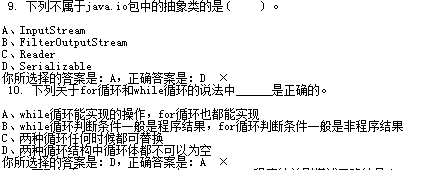 9. 下列不属于java.io包中的抽象类的是(    )。
A、InputStream
B、FilterOutputStream
C、Reader
D、Serializable
你所选择的答案是：A，正确答案是：D ×
10. 下列关于for循环和while循环的说法中______是正确的。
A、while循环能实现的操作，for循环也都能实现
B、while循环判断条件一般是程序结果，for循环判断条件一般是非程序结果
C、两种循环任何时候都可替换
D、两种循环结构中循环体都不可以为空
你所选择的答案是：D，正确答案是：A ×